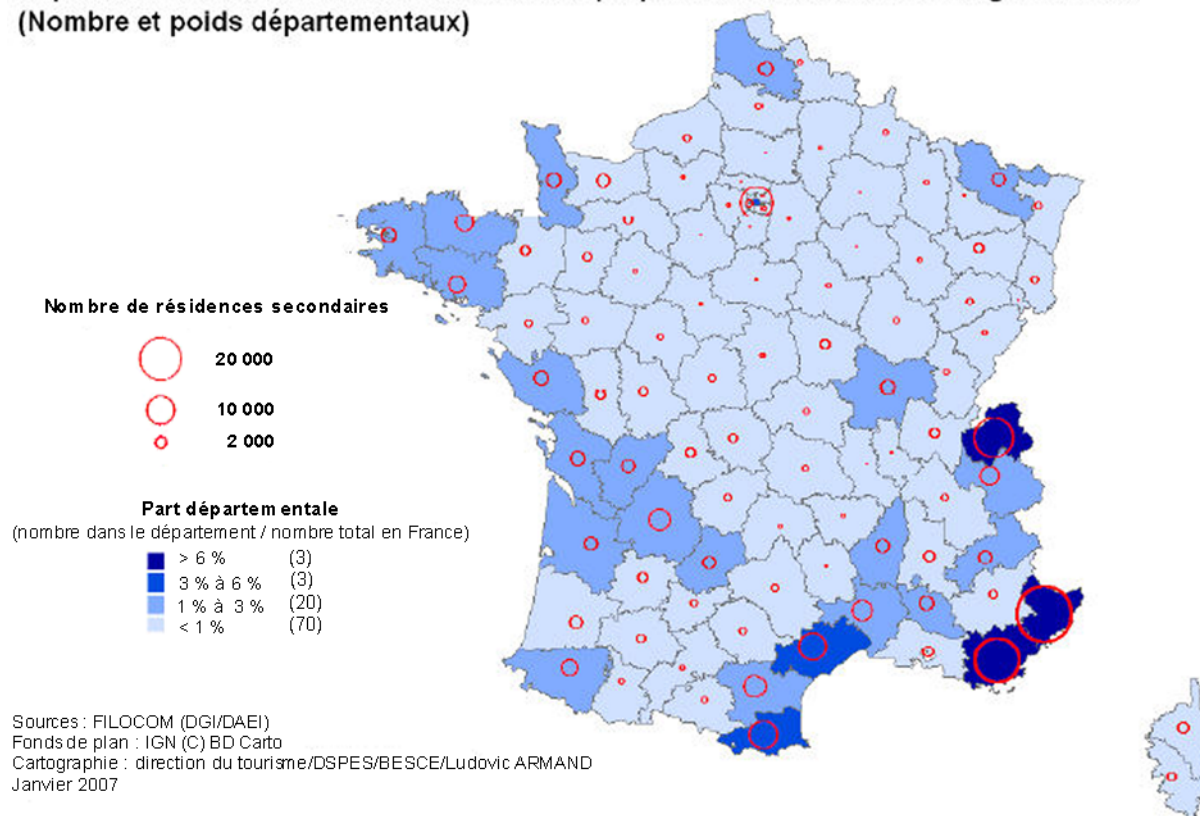 (Nombre et poids départementaux)
Nombre de résidences secondaires
20 000
10 000
2 000
Part départementale
(nombre dans le département / nombre total en France)
> 6 % (3)
3 % à 6 % (3)
1 % à 3 % (20)
< 1 % (70)
Sources : FILOCOM (DGI/DAEI)
Fonds de plan : IGN (C) BD Carto
Cartographie : direction du tourisme/DSPES/BESCE/Ludovic ARMAND
Janvier 2007